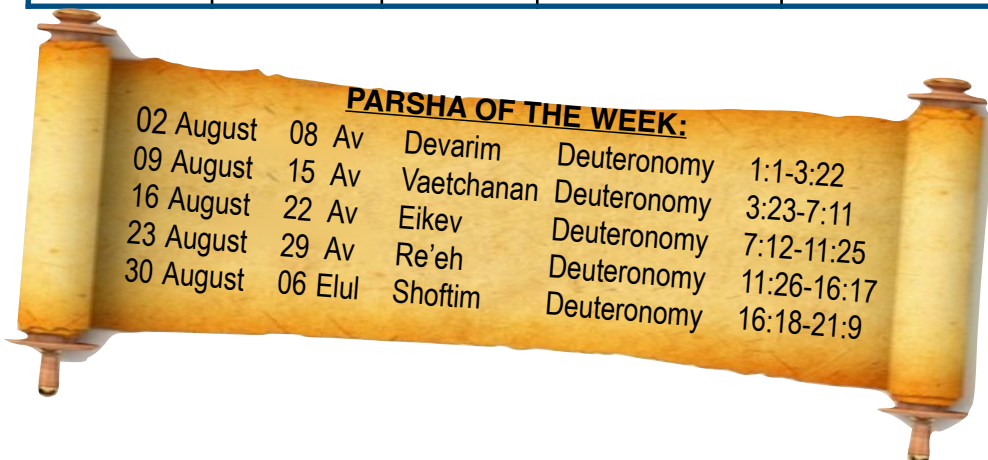 PARSHA OF THE WEEK:
02 August 08 Av Devarim Deuteronomy 1:1-3:22
09 August 15 Av Vaetchanan Deuteronomy 3:23-7:11
16 August 22 Av Eikev Deuteronomy 7:12-11:25
23 August 29 Av Re’eh Deuteronomy 11:26-16:17
30 August 06 Elul Shoftim Deuteronomy 16:18-21:9